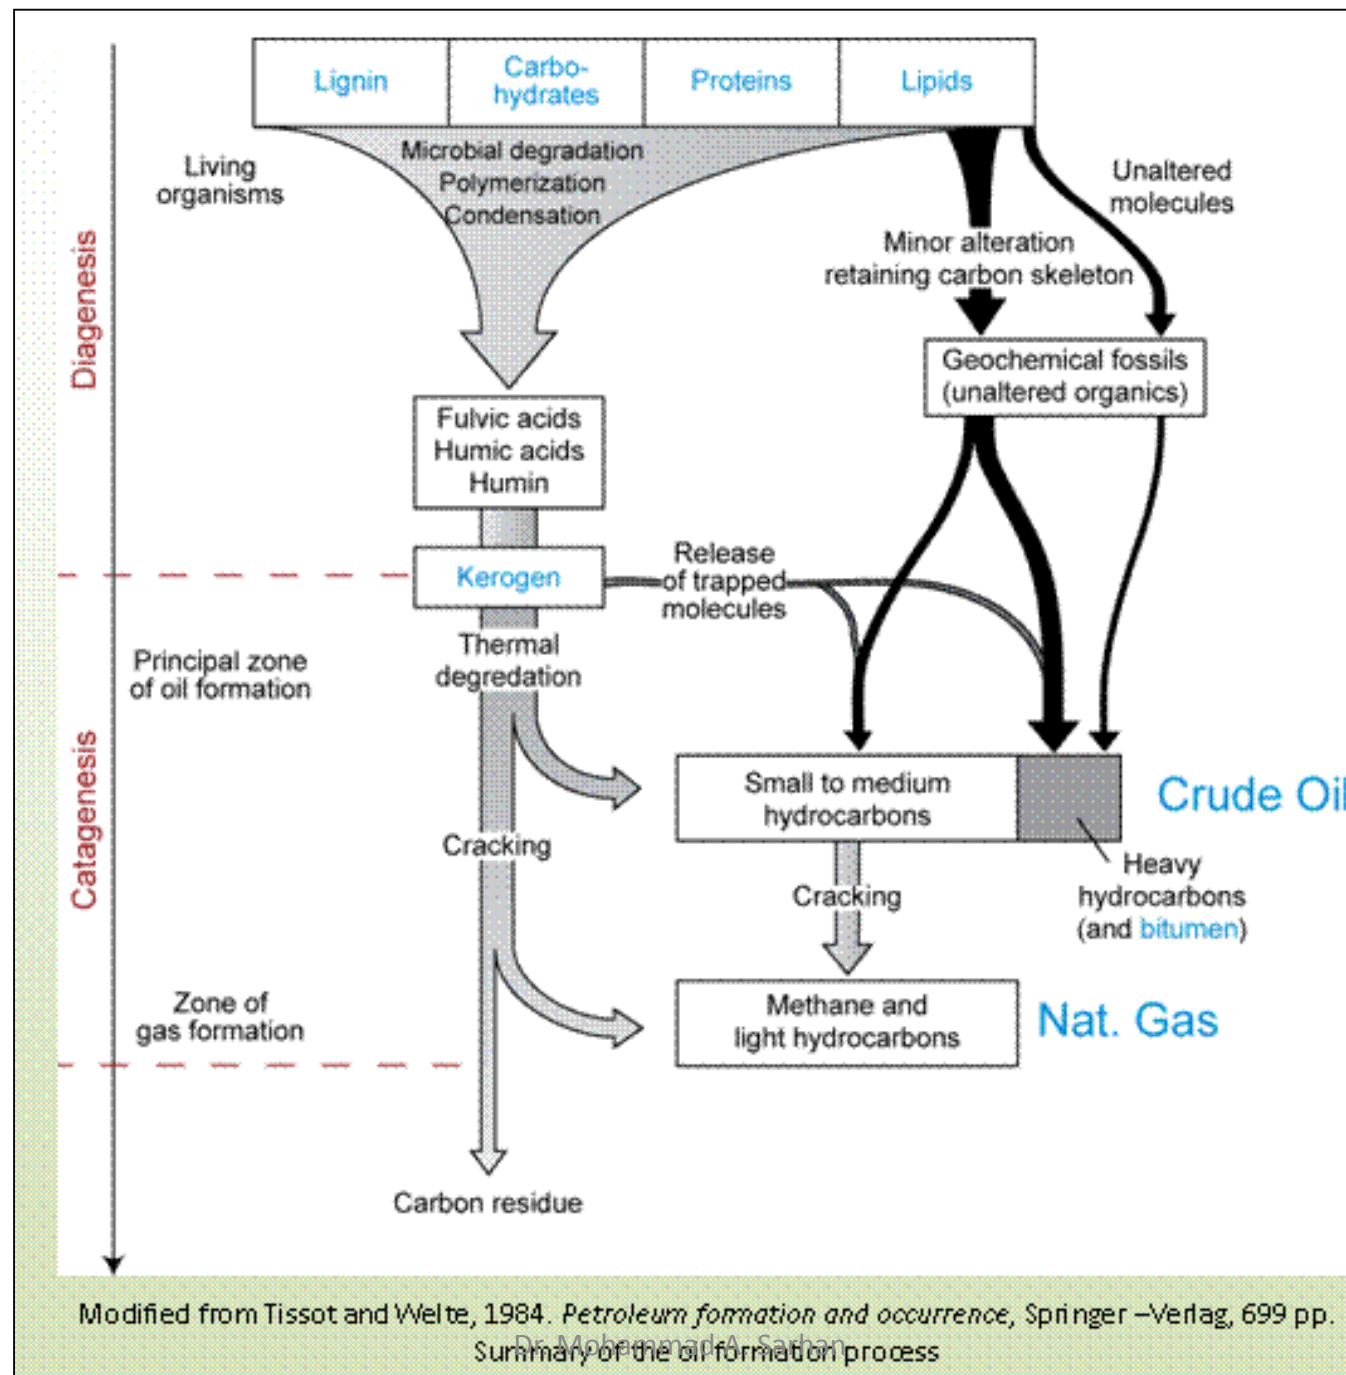 Lignin
Carbo-
hydrates
Proteins
Lipids
Living
organisms
Microbial degradation
Polymerization
Condensation
Unaltered
molecules
Minor alteration
retaining carbon skeleton
Diagenesis
Geochemical fossils
(unaltered organics)
Fulvic acids
Humic acids
Humin
Kerogen
Release
of trapped
molecules
Thermal
degredation
Principal zone
of oil formation
Catagenesis
Small to medium
hydrocarbons
Crude Oil
Cracking
Heavy
hydrocarbons
(and bitumen)
Cracking
Zone of
gas formation
Methane and
light hydrocarbons
Nat. Gas
Carbon residue
Modified from Tissot and Welte, 1984. Petroleum formation and occurrence, Springer –Verlag, 699 pp.
Summary of the oil formation process
Dr. Mohammad A. Sarhan